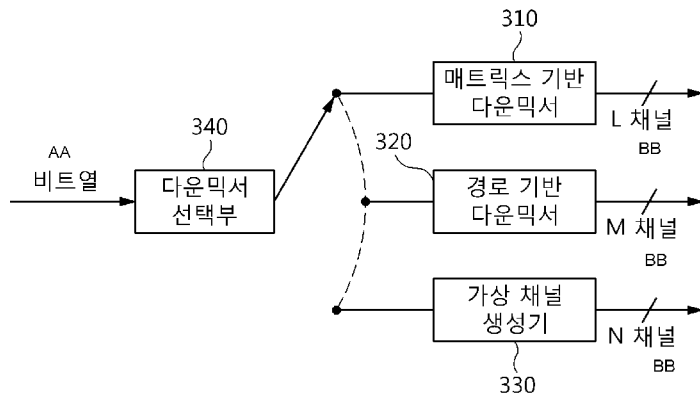 310
매트릭스 기반
다운믹서
L 채널
BB
340
320
AA
비트열
다운믹서
선택부
경로 기반
다운믹서
M 채널
BB
가상 채널
생성기
N 채널
BB
330